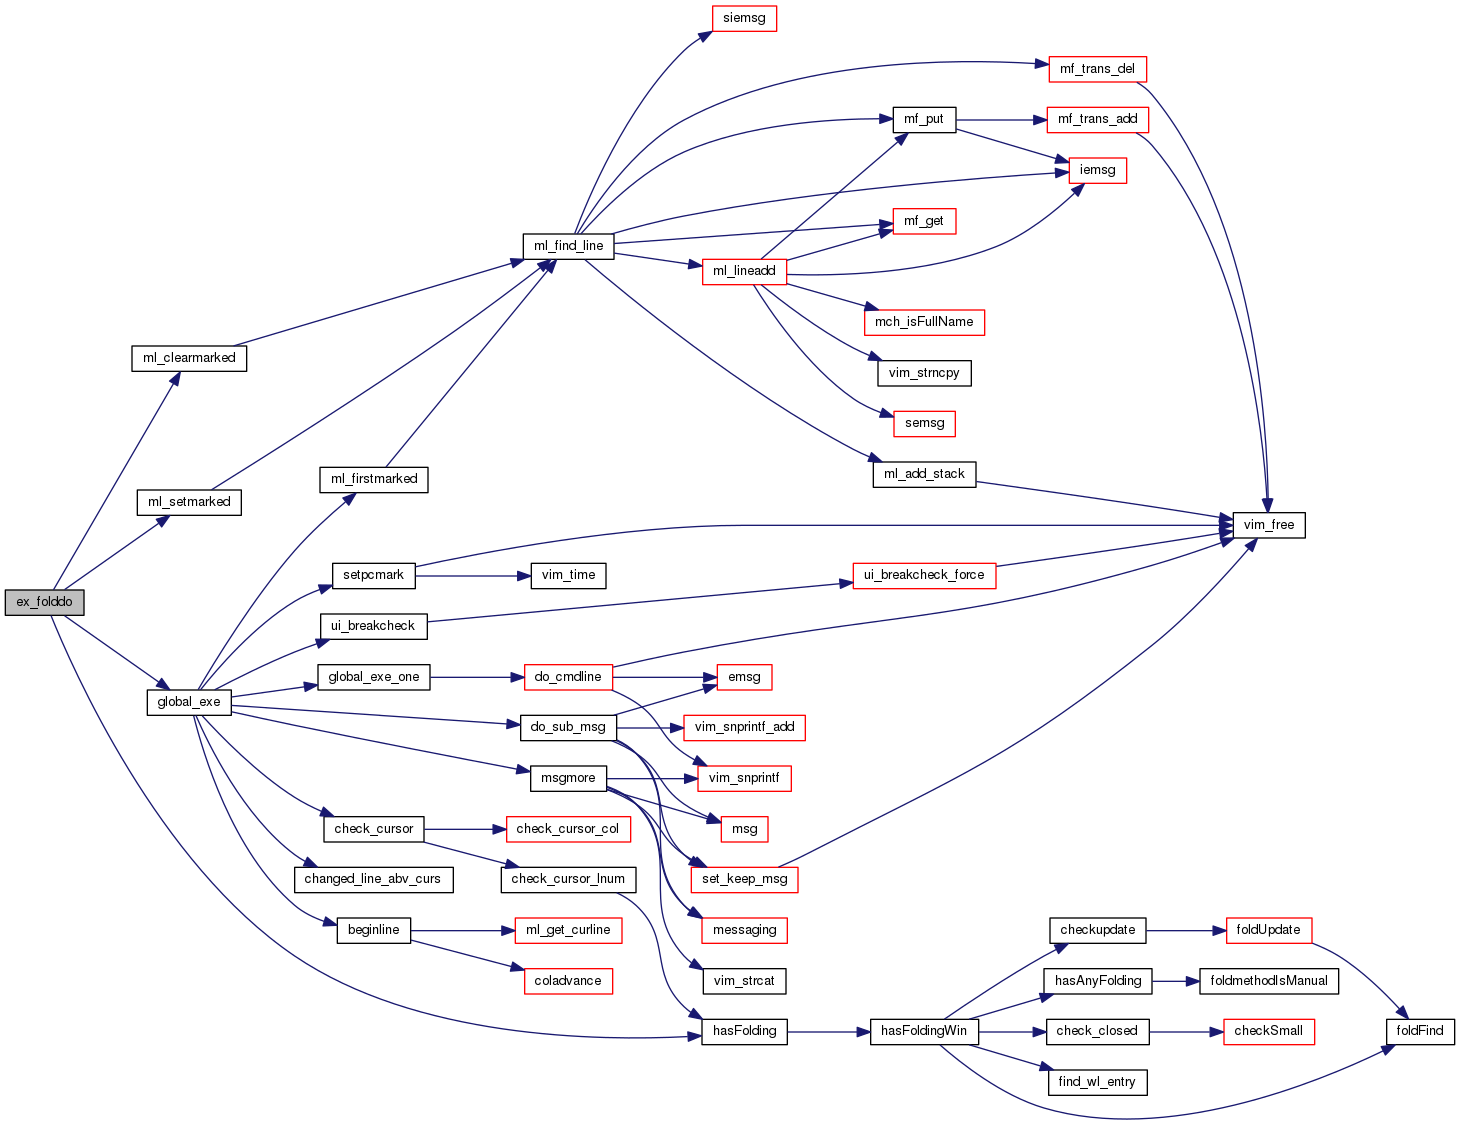 siemsg
mf_trans_del
mf_put
mf_trans_add
iemsg
mf_get
ml_find_line
ml_lineadd
mch_isFullName
ml_clearmarked
vim_strncpy
semsg
ml_firstmarked
ml_add_stack
ml_setmarked
vim_free
setpcmark
vim_time
ui_breakcheck_force
ex_folddo
ui_breakcheck
global_exe_one
do_cmdline
emsg
global_exe
do_sub_msg
vim_snprintf_add
msgmore
vim_snprintf
check_cursor
check_cursor_col
msg
changed_line_abv_curs
check_cursor_lnum
set_keep_msg
beginline
ml_get_curline
messaging
checkupdate
foldUpdate
coladvance
vim_strcat
hasAnyFolding
foldmethodIsManual
hasFolding
hasFoldingWin
check_closed
checkSmall
foldFind
find_wl_entry